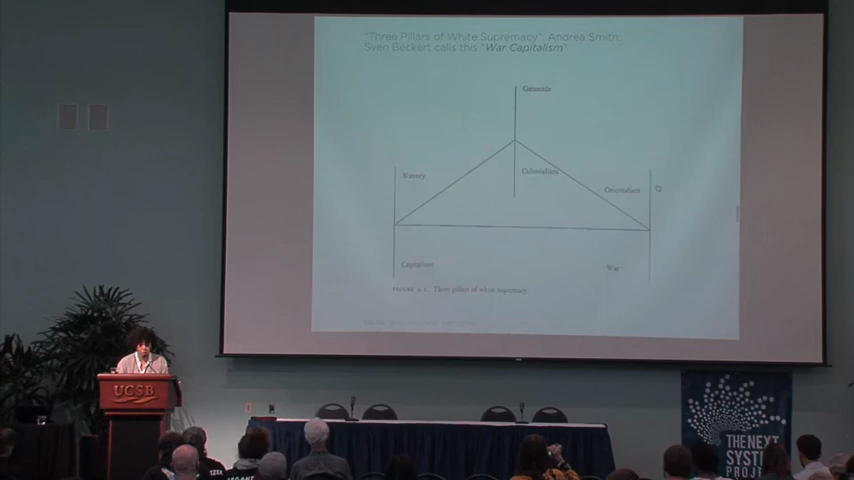 "Three Pillars of White Supremacy", Andrea Smith;
Sven Beckert calls this "War Capitalism"
Genocide
Slavery
Colonialism
Orientalism
Capitalism
War
FIGURE 4.1. Three pillars of white supremacy.
UCSB
THE NEXT
SYSTEM
PROJECT